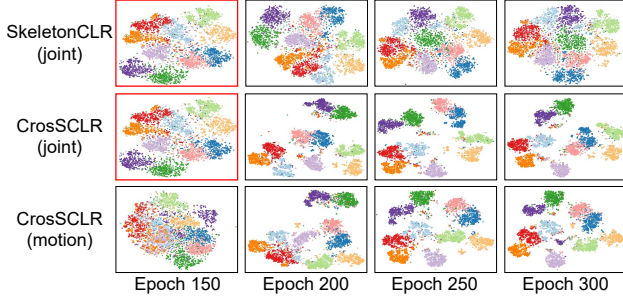 SkeletonCLR
(joint)
CrosSCLR
(joint)
CrosSCLR
(motion)
Epoch 150
Epoch 200
Epoch 250
Epoch 300